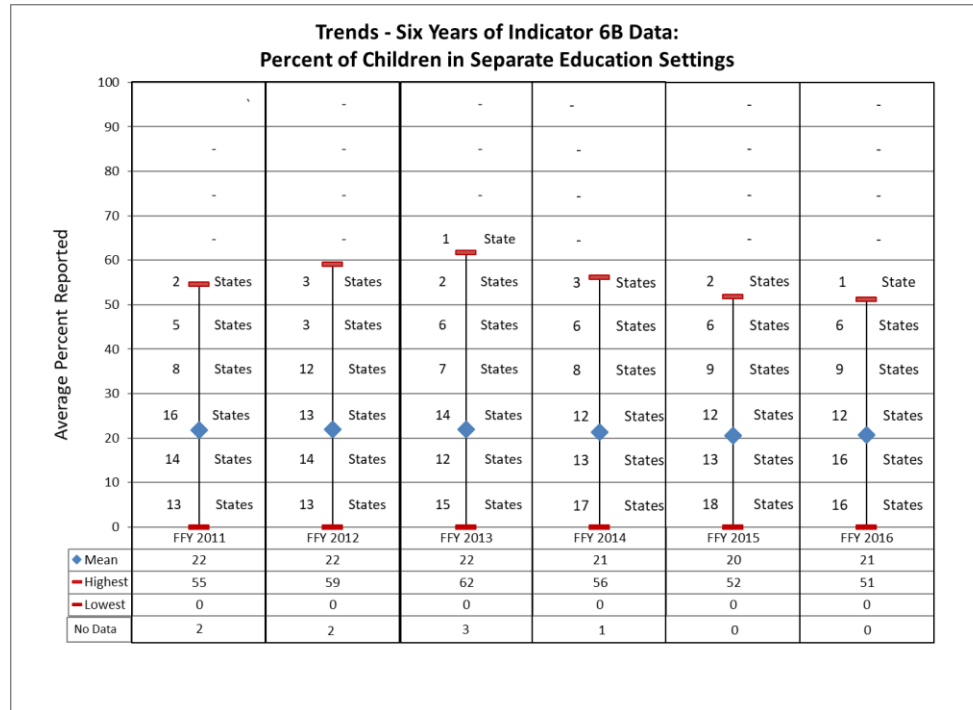 Trends - Six Years of Indicator 6B Data:
Percent of Children in Separate Education Settings
Average Percent Reported
100 ` - - - - -
90 - - - - - -
80 - - - - - -
70 - - 1 State - - -
60 2 States 3 States 2 States 3 States 2 States 1 State
50 5 States 3 States 6 States 6 States 6 States 6 States
40 8 States 12 States 7 States 8 States 9 States 9 States
30 16 States 13 States 14 States 12 States 12 States 12 States
20 14 States 14 States 12 States 13 States 13 States 16 States
10 13 States 13 States 15 States 17 States 18 States 16 States
0
FFY 2011 FFY 2012 FFY 2013 FFY 2014 FFY 2015 FFY 2016
Mean 22 22 22 21 20 21
Highest 55 59 62 56 52 51
Lowest 0 0 0 0 0 0
No Data 2 2 3 1 0 0